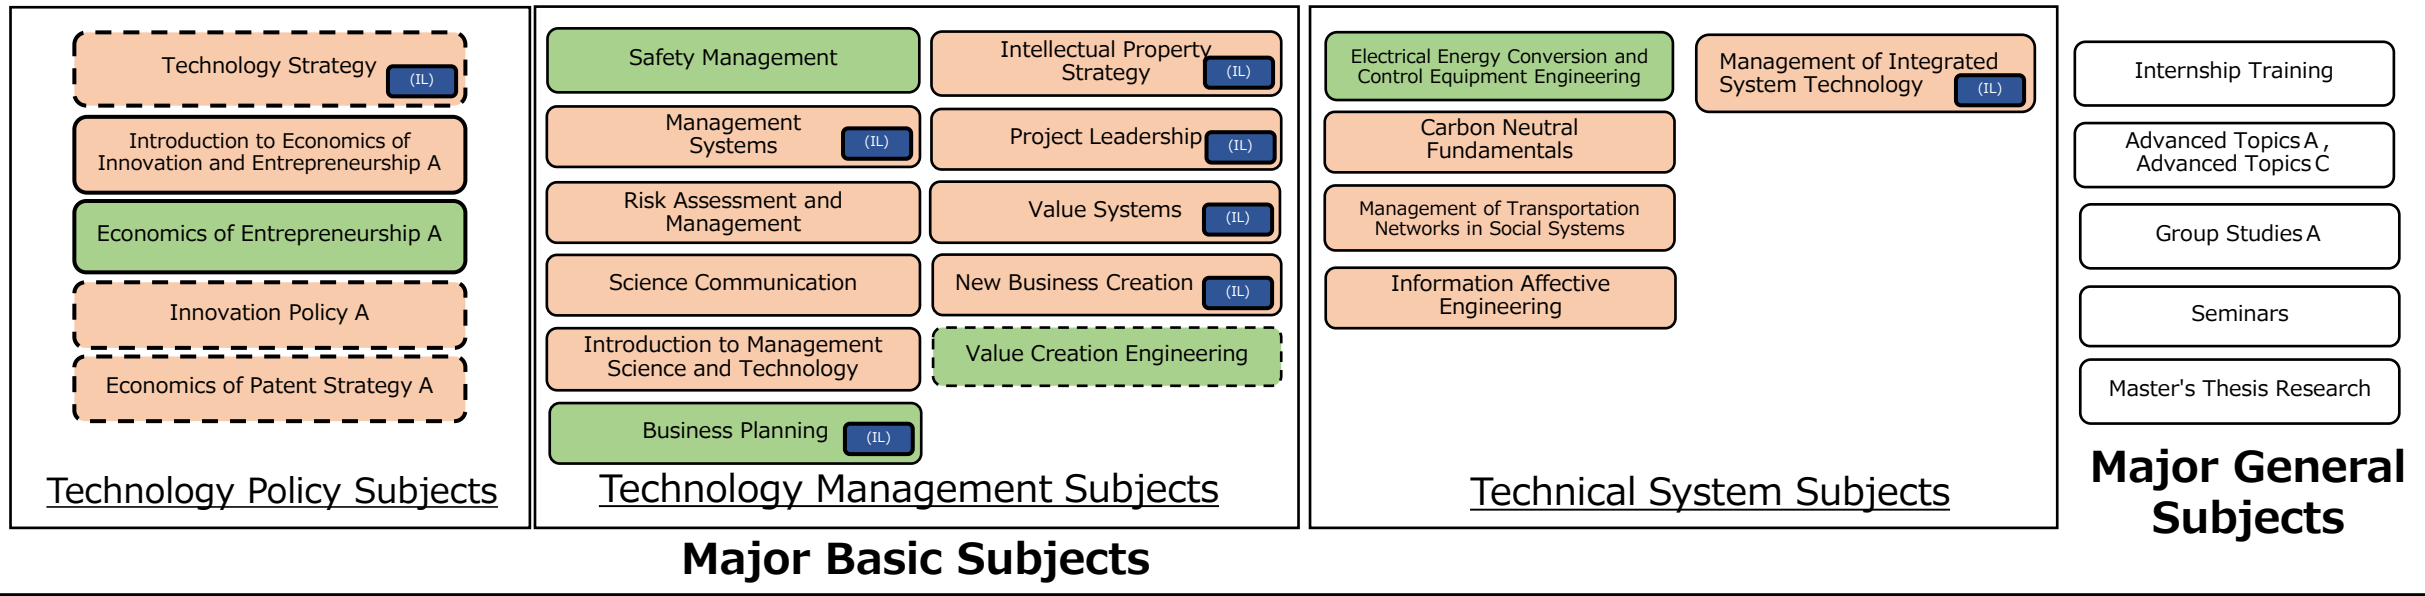 Technology Strategy
(IL)
Introduction to Economics of
Innovation and Entrepreneurship A
Economics of Entrepreneurship A
Innovation Policy A
Economics of Patent Strategy A
Technology Policy Subjects
Safety Management
Management
Systems
(IL)
Risk Assessment and
Management
Science Communication
Introduction to Management
Science and Technology
Business Planning
(IL)
Intellectual Property
Strategy
(IL)
Project Leadership
(IL)
Value Systems
(IL)
New Business Creation
(IL)
Value Creation Engineering
Technology Management Subjects
Electrical Energy Conversion and
Control Equipment Engineering
Carbon Neutral
Fundamentals
Management of Transportation
Networks in Social Systems
Information Affective
Engineering
Management of Integrated
System Technology
(IL)
Technical System Subjects
Major Basic Subjects
Internship Training
Advanced Topics A ,
Advanced Topics C
Group Studies A
Seminars
Master's Thesis Research
Major General
Subjects